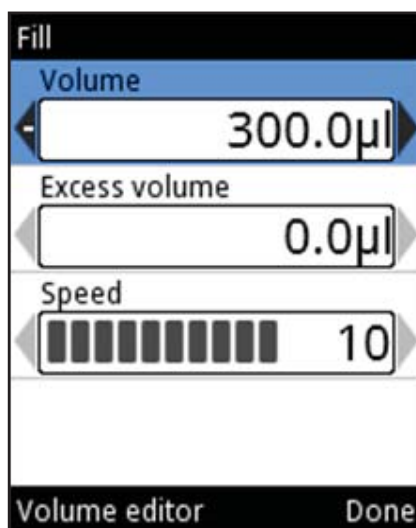 Fill
Volume
300.0µl
Excess volume
0.0µl
Speed
10
Volume editor Done